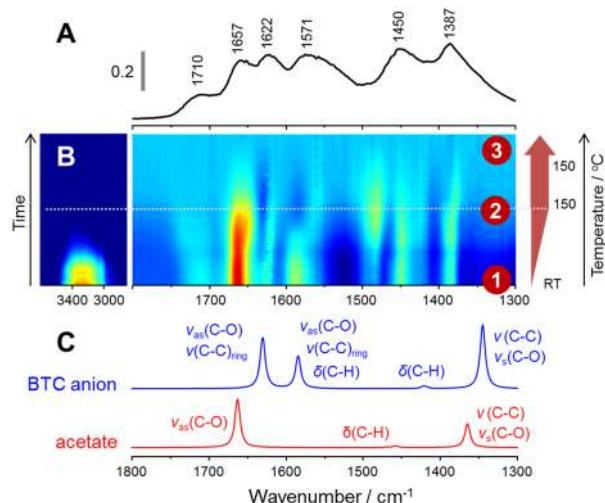 A
0.2
1710
1657
1622
1571
1450
1387
B
Time
3
2
1
150
150
RT
Temperature / °C
3400 3000
1700 1600 1500 1400 1300
C
BTC anion
νas(C-O)
ν(C-C)ring
νas(C-O)
ν(C-C)ring
δ(C-H)
δ(C-H)
ν(C-C)
νs(C-O)
acetate
νas(C-O)
δ(C-H)
ν(C-C)
νs(C-O)
1800 1700 1600 1500 1400 1300
Wavenumber / cm-1